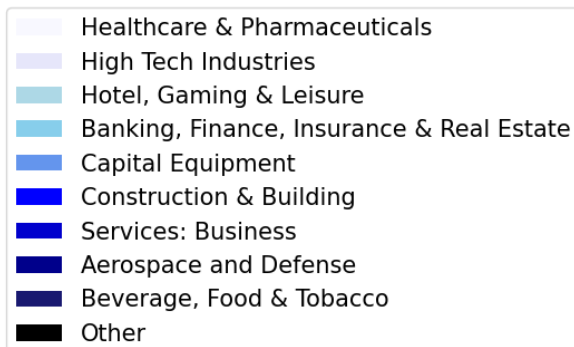 Healthcare & Pharmaceuticals
High Tech Industries
Hotel, Gaming & Leisure
Banking, Finance, Insurance & Real Estate
Capital Equipment
Construction & Building
Services: Business
Aerospace and Defense
Beverage, Food & Tobacco
Other